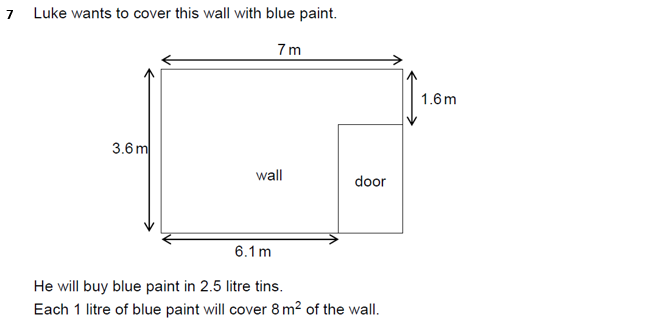 7 Luke wants to cover this wall with blue paint.
7 m
1.6 m
3.6 m
wall
door
6.1 m
He will buy blue paint in 2.5 litre tins.
Each 1 litre of blue paint will cover 8 m² of the wall.